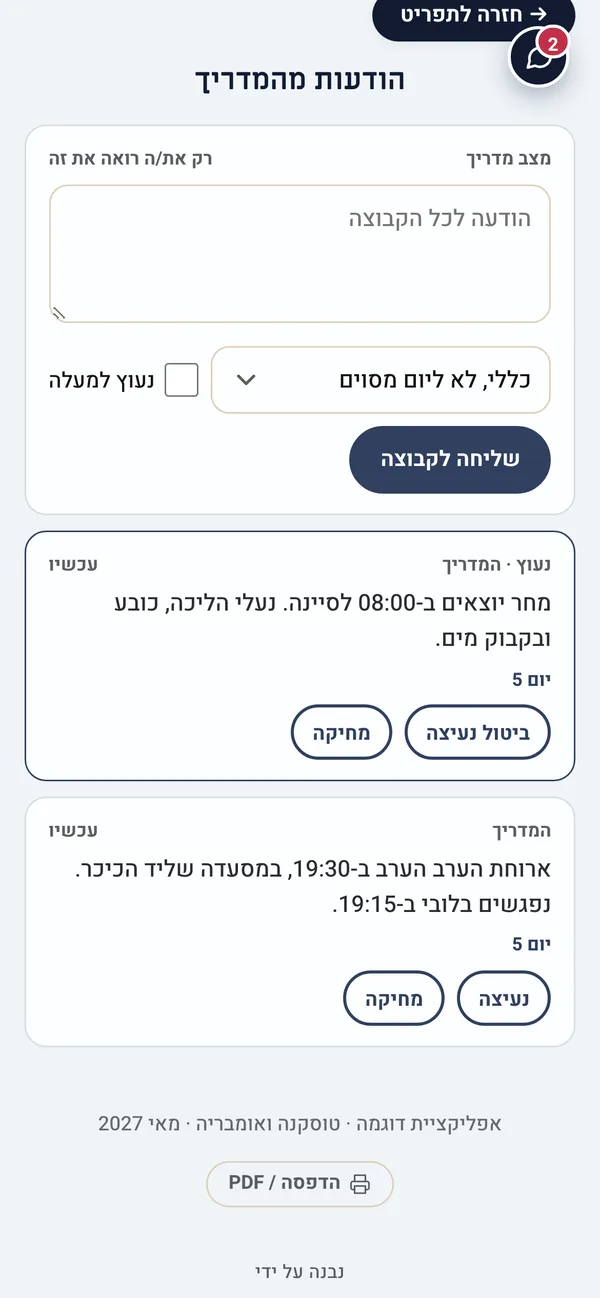 חזרה לתפריט
2
הודעות מהמדריך
מצב מדריך
רק את/ה רואה את זה
הודעה לכל הקבוצה
כללי, לא ליום מסוים
נעוץ למעלה
שליחה לקבוצה
נעוץ · המדריך
עכשיו
מחר יוצאים ב-08:00 לסיינה. נעלי הליכה, כובע
ובקבוק מים.
יום 5
ביטול נעיצה
מחיקה
המדריך
עכשיו
ארוחת הערב הערב ב-19:30, במסעדה שליד הכיכר.
נפגשים בלובי ב-19:15.
יום 5
נעיצה
מחיקה
אפליקציית דוגמה · טוסקנה ואומבריה · מאי 2027
הדפסה / PDF
נבנה על ידי